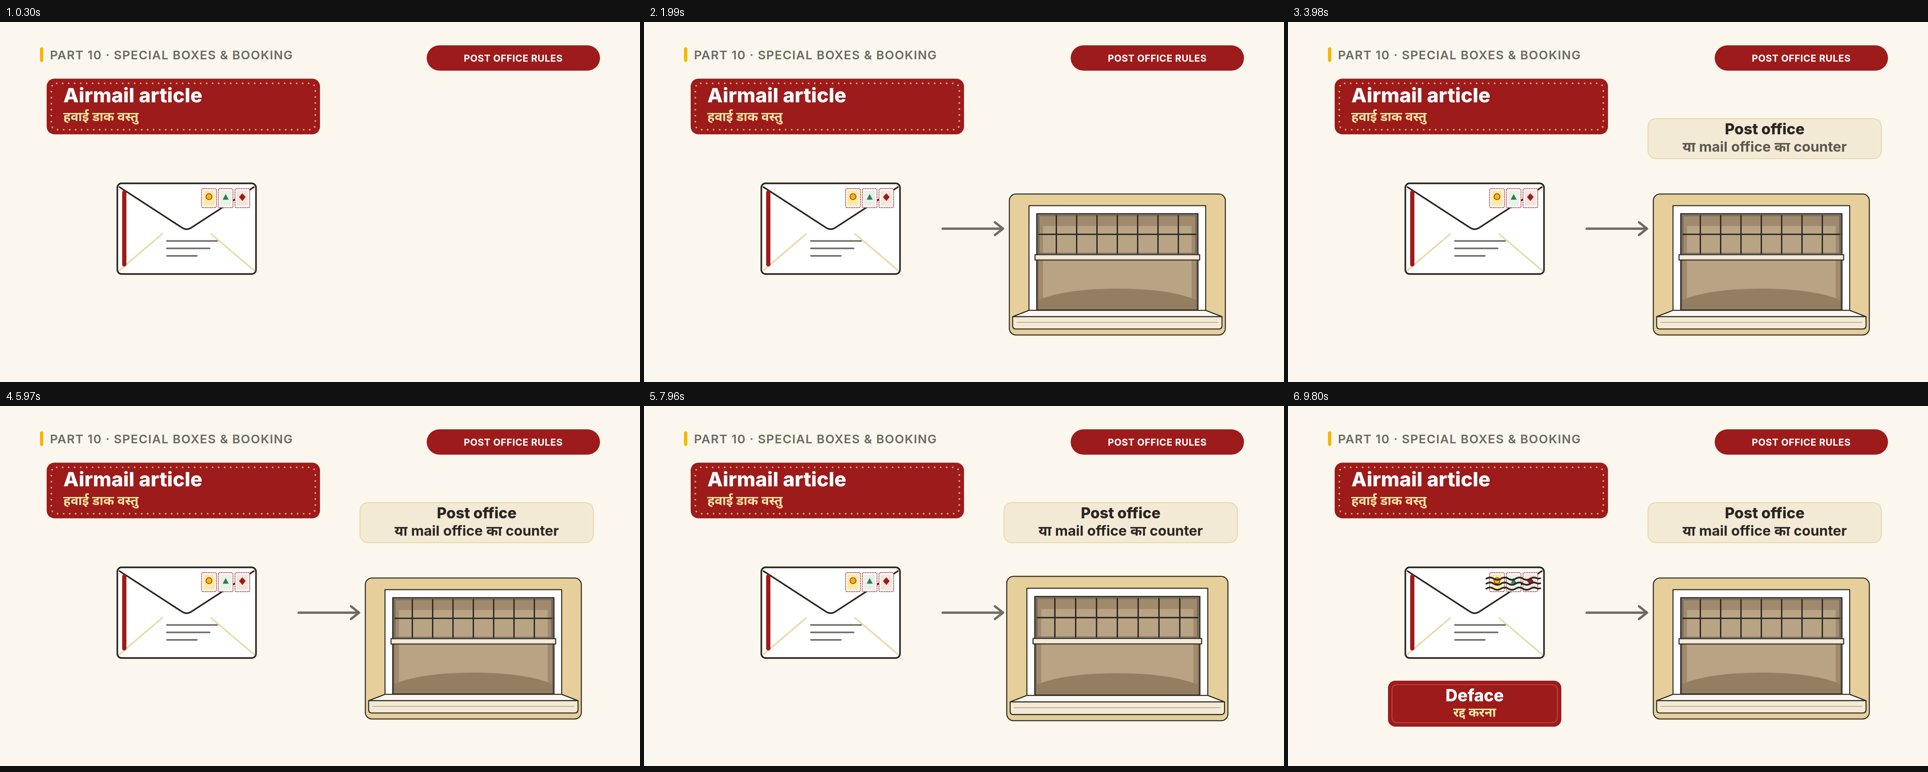 1. 0.30s
PART 10 · SPECIAL BOXES & BOOKING
POST OFFICE RULES
Airmail article
हवाई डाक वस्तु
2. 1.99s
PART 10 · SPECIAL BOXES & BOOKING
POST OFFICE RULES
Airmail article
हवाई डाक वस्तु
3. 3.98s
PART 10 · SPECIAL BOXES & BOOKING
POST OFFICE RULES
Airmail article
हवाई डाक वस्तु
Post office
या mail office का counter
4. 5.97s
PART 10 · SPECIAL BOXES & BOOKING
POST OFFICE RULES
Airmail article
हवाई डाक वस्तु
Post office
या mail office का counter
5. 7.96s
PART 10 · SPECIAL BOXES & BOOKING
POST OFFICE RULES
Airmail article
हवाई डाक वस्तु
Post office
या mail office का counter
6. 9.80s
PART 10 · SPECIAL BOXES & BOOKING
POST OFFICE RULES
Airmail article
हवाई डाक वस्तु
Post office
या mail office का counter
Deface
रद्द करना